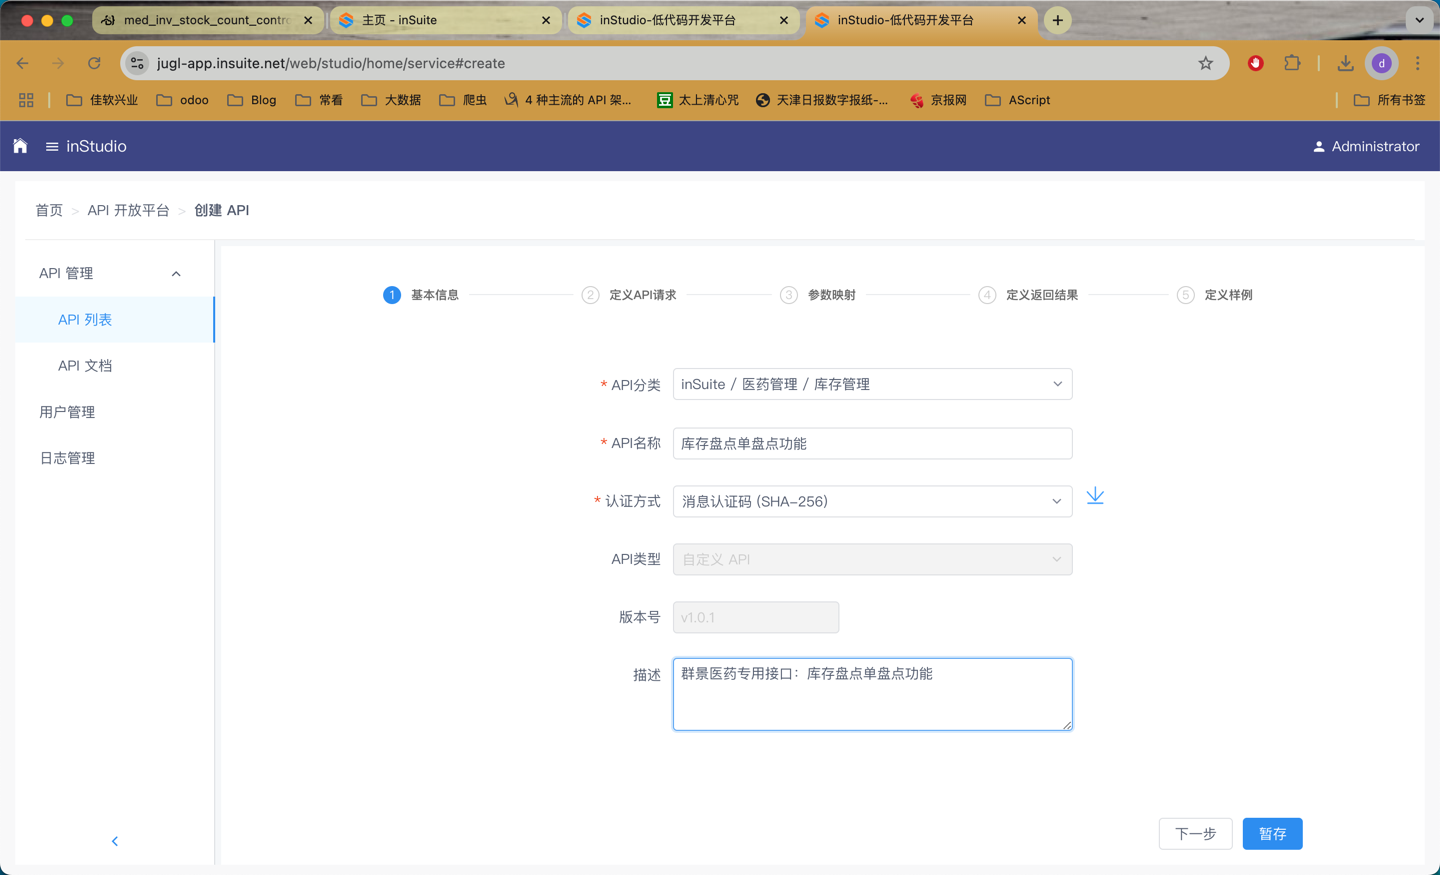 med_inv_stock_count_contro
主页 - inSuite
inStudio-低代码开发平台
inStudio-低代码开发平台
jugl-app.insuite.net/web/studio/home/service#create
d
佳软兴业
odoo
Blog
常看
大数据
爬虫
4 种主流的 API 架...
豆
太上清心咒
天津日报数字报纸-...
京报网
AScript
所有书签
inStudio
Administrator
首页 > API 开放平台 > 创建 API
API 管理
API 列表
API 文档
用户管理
日志管理
1 基本信息
2 定义API请求
3 参数映射
4 定义返回结果
5 定义样例
* API分类 inSuite / 医药管理 / 库存管理
* API名称 库存盘点单盘点功能
* 认证方式 消息认证码 (SHA-256)
API类型 自定义 API
版本号 v1.0.1
描述 群景医药专用接口：库存盘点单盘点功能
下一步
暂存